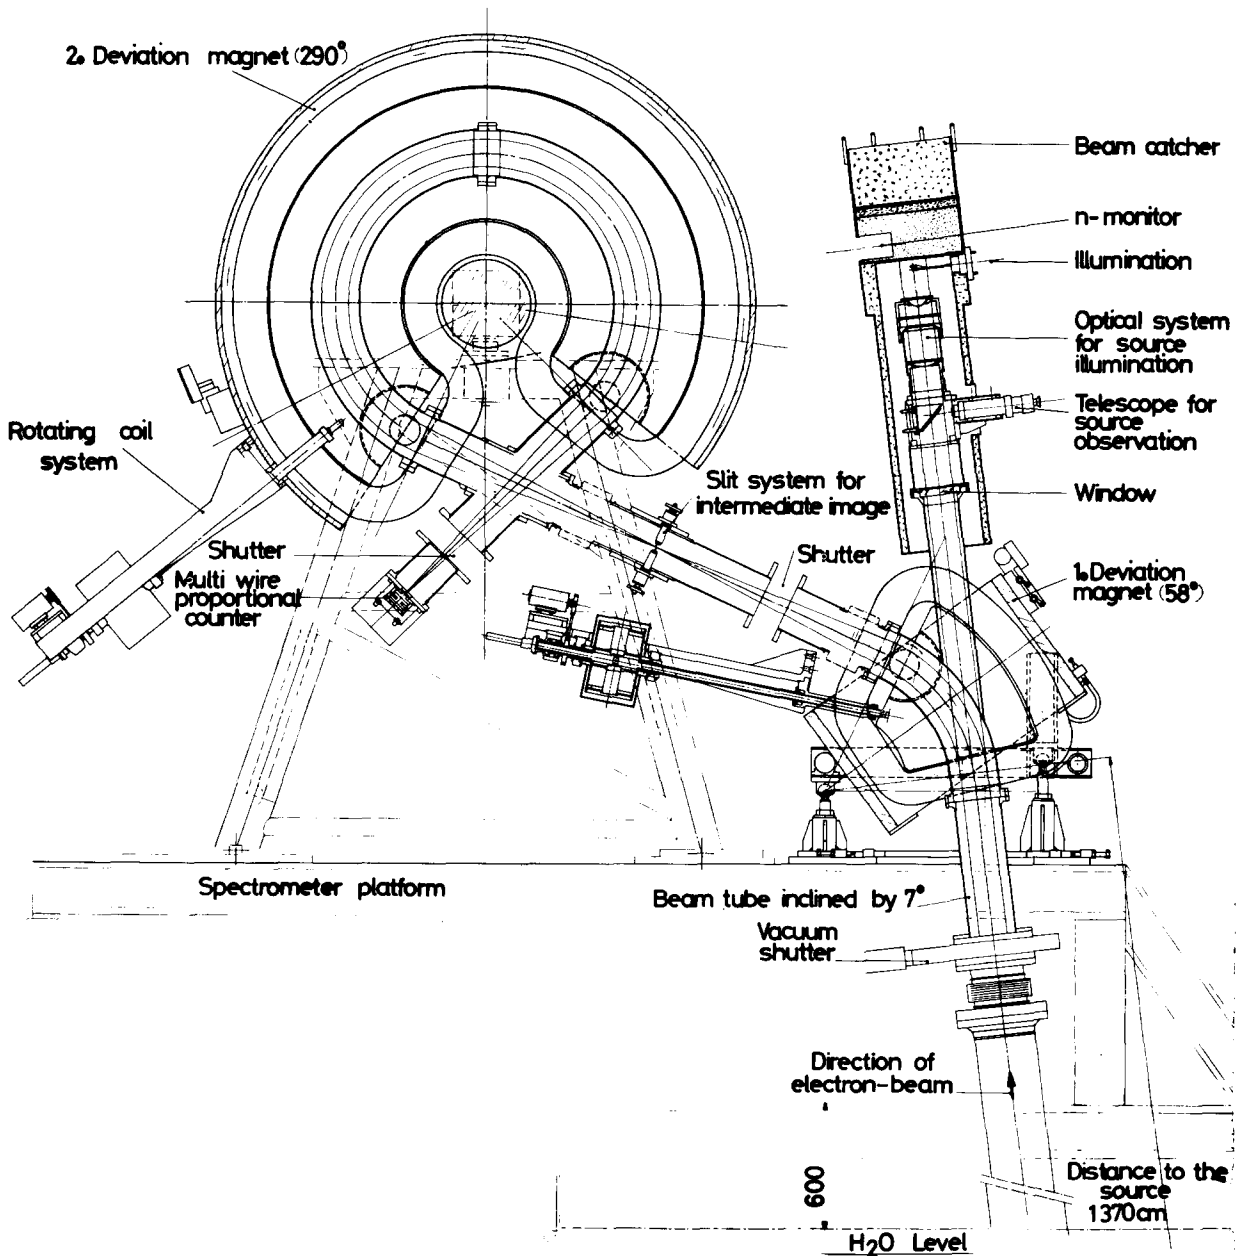 2. Deviation magnet (290°)
Beam catcher
n-monitor
Illumination
Optical system
for source
illumination
Telescope for
source
observation
Window
Rotating coil
system
Slit system for
intermediate image
Shutter
Shutter
Multi wire
proportional
counter
1. Deviation
magnet (58°)
Spectrometer platform
Beam tube inclined by 7°
Vacuum
shutter
Direction of
electron-beam
600
Distance to the
source
1370cm
H₂O Level